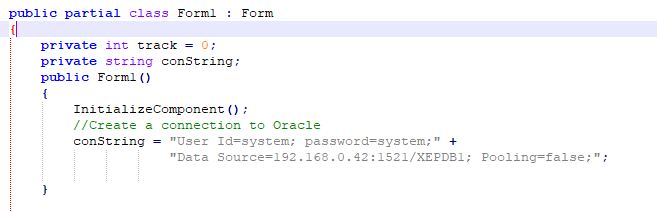 public partial class Form1 : Form
{
private int track = 0;
private string conString;
public Form1()
{
InitializeComponent();
//Create a connection to Oracle
conString = "User Id=system; password=system;" +
"Data Source=192.168.0.42:1521/XEPDB1; Pooling=false;";
}